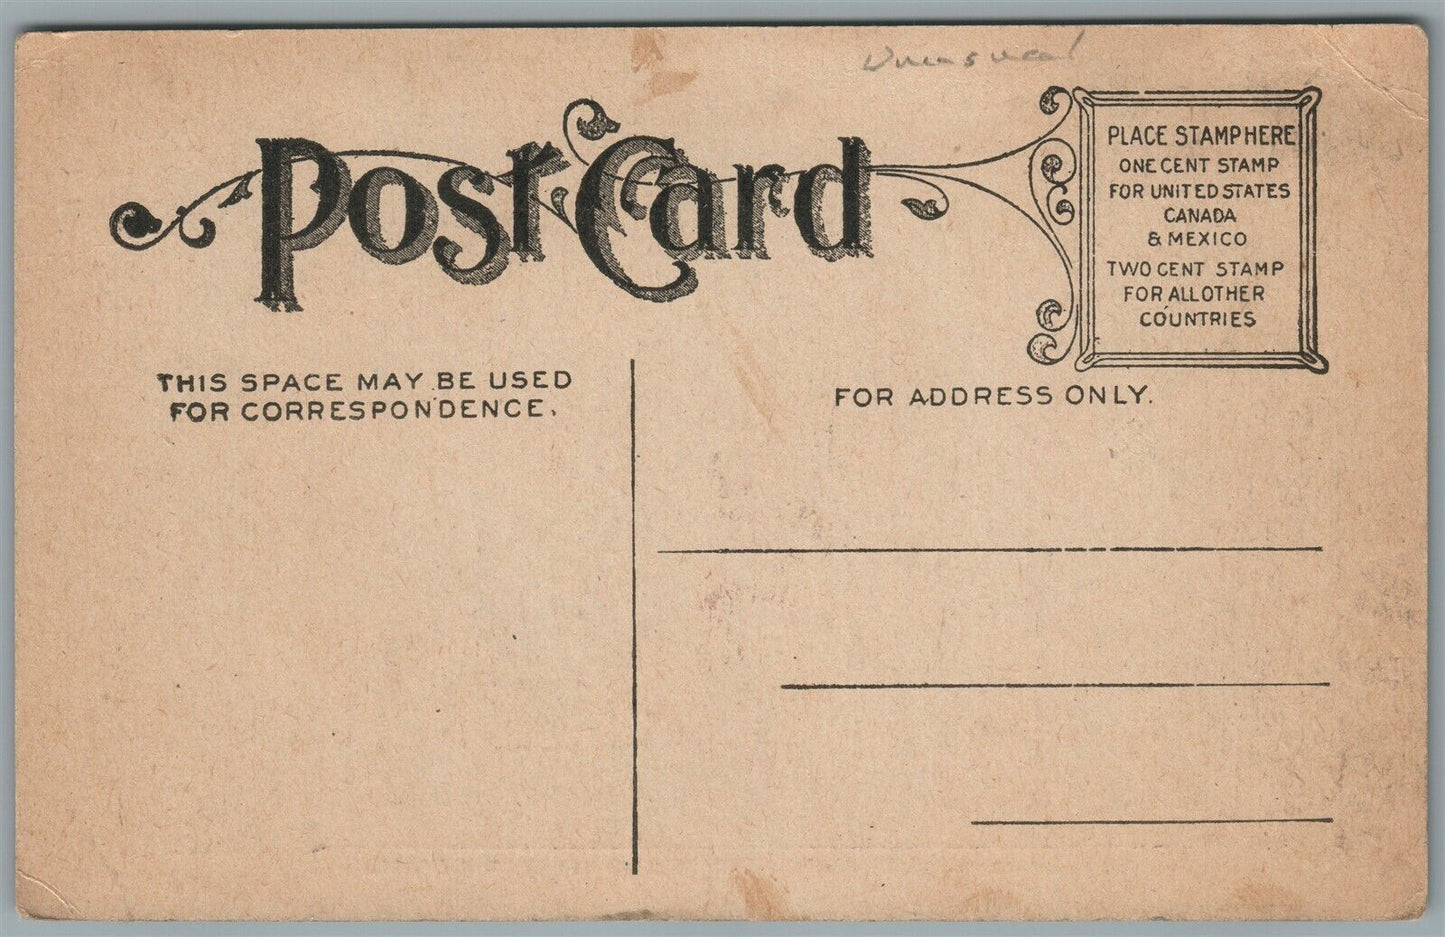 Unusual
Post Card
PLACE STAMP HERE
ONE CENT STAMP
FOR UNITED STATES
CANADA
& MEXICO
TWO CENT STAMP
FOR ALL OTHER
COUNTRIES
THIS SPACE MAY BE USED
FOR CORRESPONDENCE.
FOR ADDRESS ONLY.